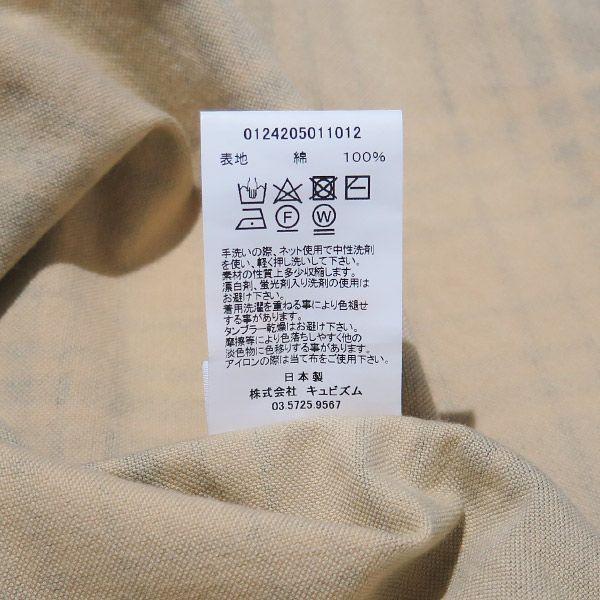 0124205011012
表地 綿 100%
F W
手洗いの際、ネット使用で中性洗剤
を使い、軽く押し洗いして下さい。
素材の性質上多少収縮します。
漂白剤、蛍光剤入り洗剤の使用は
お避け下さい。
着用洗濯を重ねる事により色褪せ
する事があります。
タンブラー乾燥はお避け下さい。
摩擦等により色落ちしやすく他の
淡色物に色移りする事があります。
アイロンの際は当て布をご使用下さい。
日本製
株式会社 キュビズム
03.5725.9567